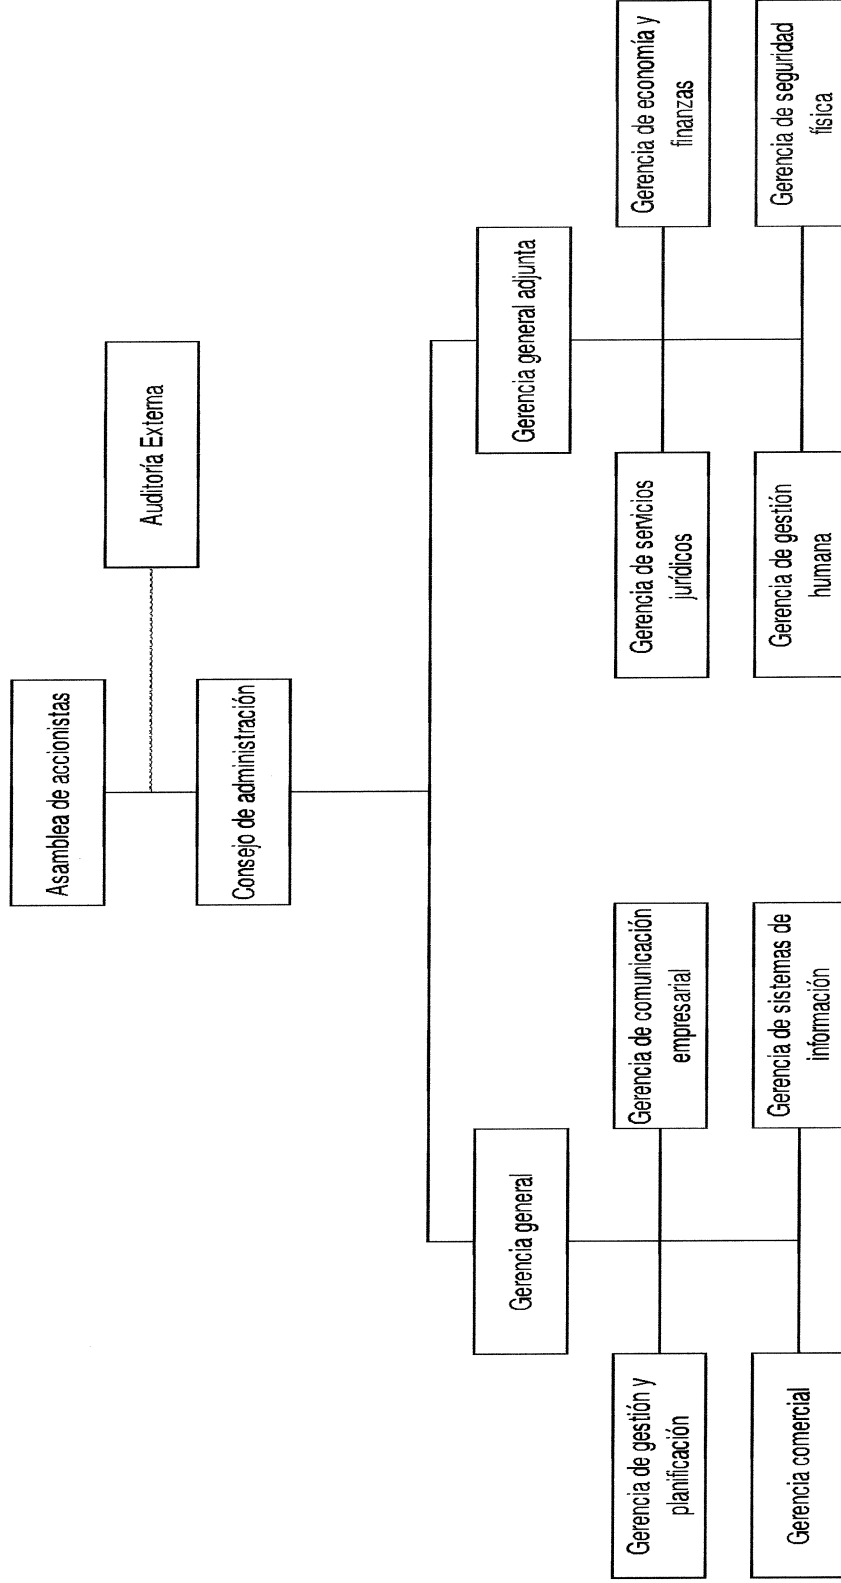 Asamblea de accionistas
Auditoría Externa
Consejo de administración
Gerencia general
Gerencia general adjunta
Gerencia de gestión y
planificación
Gerencia de comunicación
empresarial
Gerencia de servicios
jurídicos
Gerencia de economía y
finanzas
Gerencia comercial
Gerencia de sistemas de
información
Gerencia de gestión
humana
Gerencia de seguridad
física